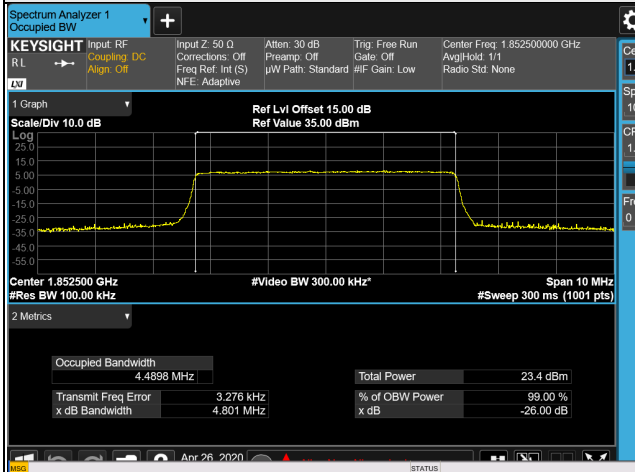 Spectrum Analyzer 1
Occupied BW
KEYSIGHT
RL
LXI
Input: RF
Coupling: DC
Align: Off
Input Z: 50 Ω
Corrections: Off
Freq Ref: Int (S)
NFE: Adaptive
Atten: 30 dB
Preamp: Off
µW Path: Standard
Trig: Free Run
Gate: Off
#IF Gain: Low
Center Freq: 1.852500000 GHz
Avg|Hold: 1/1
Radio Std: None
1 Graph
Scale/Div 10.0 dB
Ref Lvl Offset 15.00 dB
Ref Value 35.00 dBm
Log
25.0
15.0
5.00
-5.00
-15.0
-25.0
-35.0
-45.0
-55.0
Center 1.852500 GHz
#Res BW 100.00 kHz
#Video BW 300.00 kHz*
Span 10 MHz
#Sweep 300 ms (1001 pts)
2 Metrics
Occupied Bandwidth
4.4898 MHz
Transmit Freq Error 3.276 kHz
x dB Bandwidth 4.801 MHz
Total Power 23.4 dBm
% of OBW Power 99.00 %
x dB -26.00 dB
Apr 26, 2020
MSG
STATUS